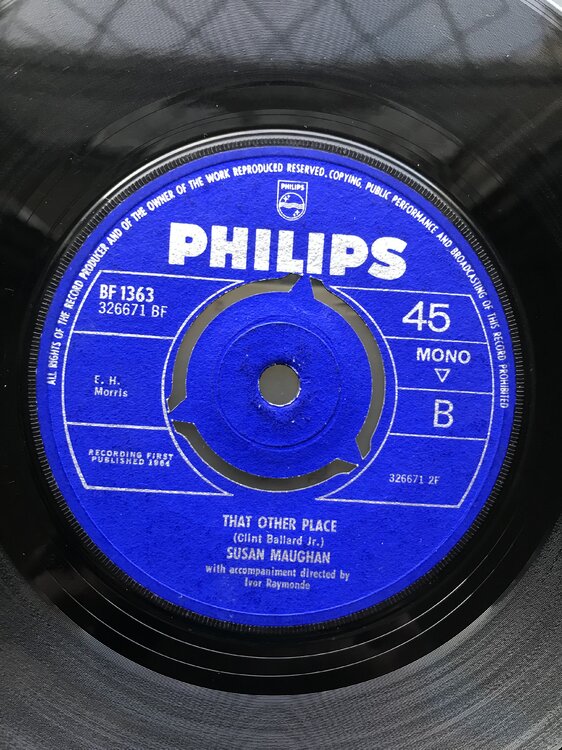 ALL RIGHTS OF THE RECORD PRODUCER AND OF THE OWNER OF THE WORK REPRODUCED RESERVED. COPYING, PUBLIC PERFORMANCE AND BROADCASTING OF THIS RECORD PROHIBITED
PHILIPS
PHILIPS
BF 1363
326671 BF
45
MONO
B
E. H.
Morris
RECORDING FIRST
PUBLISHED 1964
326671 2F
THAT OTHER PLACE
(Clint Ballard Jr.)
SUSAN MAUGHAN
with accompaniment directed by
Ivor Raymonde